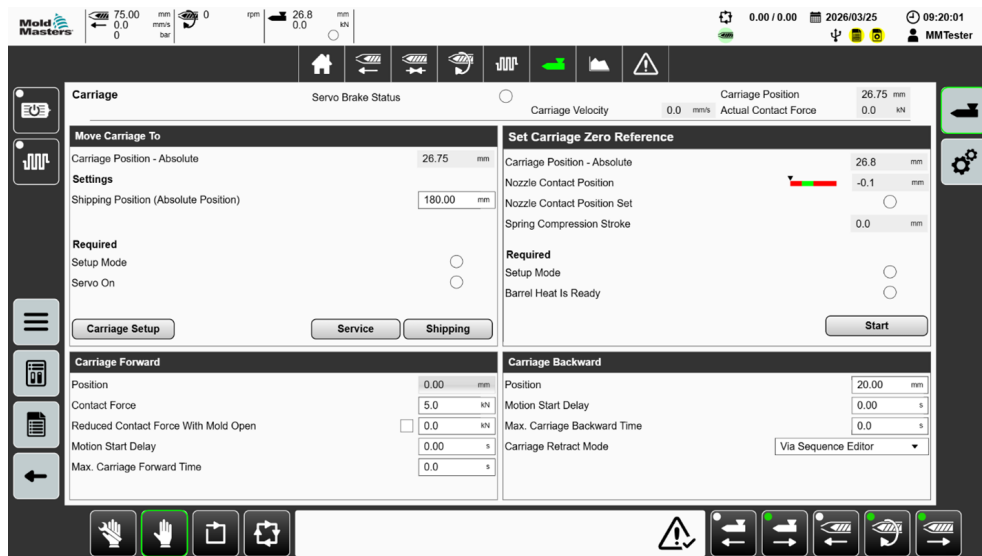 Mold Masters
75.00 mm
0.0 mm/s
0 bar
0 rpm
26.8 mm
0.0 kN
0.00 / 0.00
2026/03/25
09:20:01
MMTester
Carriage
Servo Brake Status
Carriage Position 26.75 mm
Carriage Velocity 0.0 mm/s
Actual Contact Force 0.0 kN
Move Carriage To
Carriage Position - Absolute 26.75 mm
Settings
Shipping Position (Absolute Position) 180.00 mm
Required
Setup Mode
Servo On
Carriage Setup
Service
Shipping
Set Carriage Zero Reference
Carriage Position - Absolute 26.8 mm
Nozzle Contact Position -0.1 mm
Nozzle Contact Position Set
Spring Compression Stroke 0.0 mm
Required
Setup Mode
Barrel Heat Is Ready
Start
Carriage Forward
Position 0.00 mm
Contact Force 5.0 kN
Reduced Contact Force With Mold Open 0.0 kN
Motion Start Delay 0.00 s
Max. Carriage Forward Time 0.0 s
Carriage Backward
Position 20.00 mm
Motion Start Delay 0.00 s
Max. Carriage Backward Time 0.0 s
Carriage Retract Mode Via Sequence Editor